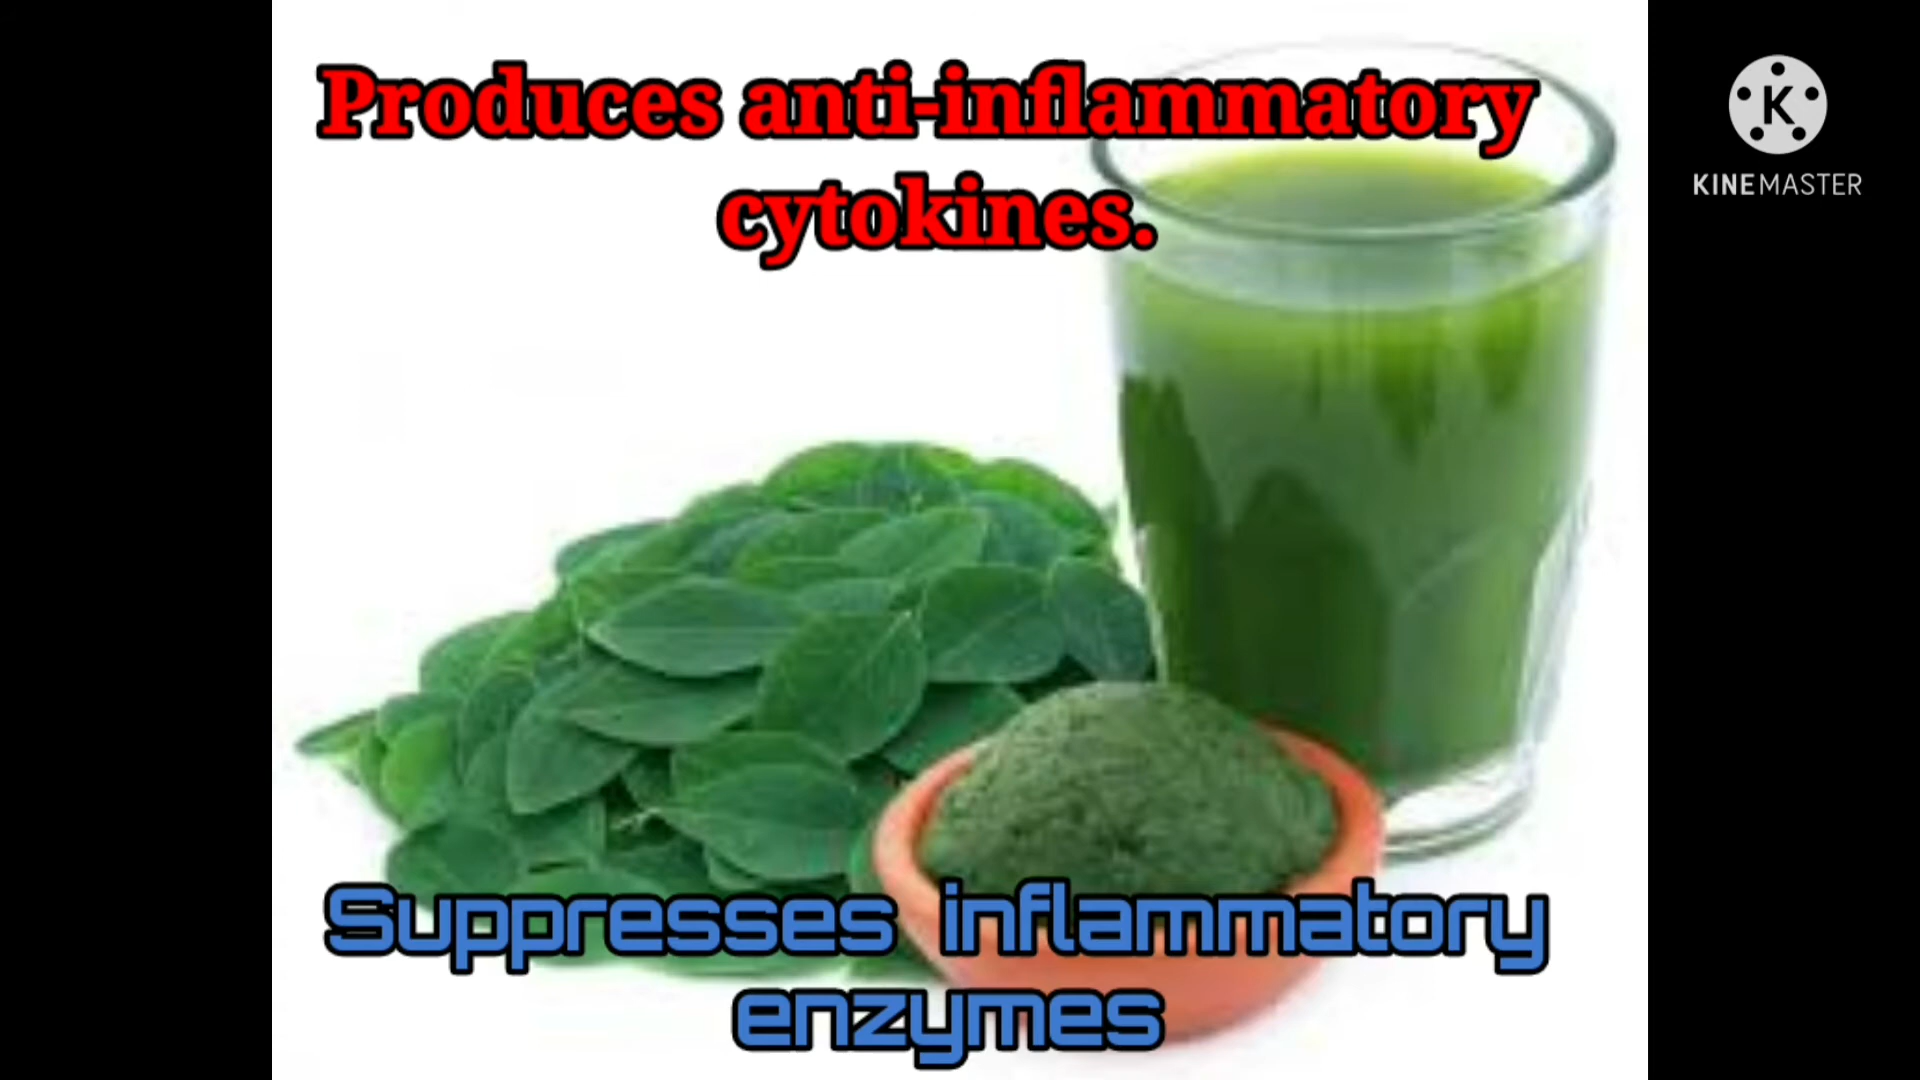 Produces anti-inflammatory
cytokines.
K
KINEMASTER
Suppresses inflammatory
enzymes